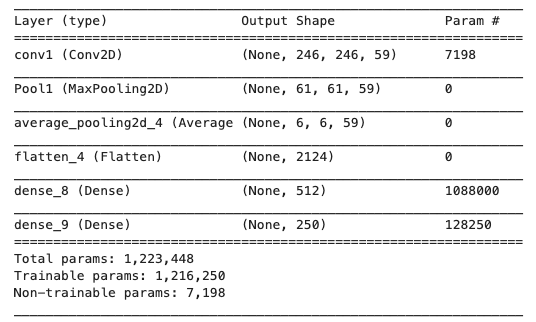 Layer (type) Output Shape Param #
=================================================================
conv1 (Conv2D) (None, 246, 246, 59) 7198
Pool1 (MaxPooling2D) (None, 61, 61, 59) 0
average_pooling2d_4 (Average (None, 6, 6, 59) 0
flatten_4 (Flatten) (None, 2124) 0
dense_8 (Dense) (None, 512) 1088000
dense_9 (Dense) (None, 250) 128250
=================================================================
Total params: 1,223,448
Trainable params: 1,216,250
Non-trainable params: 7,198